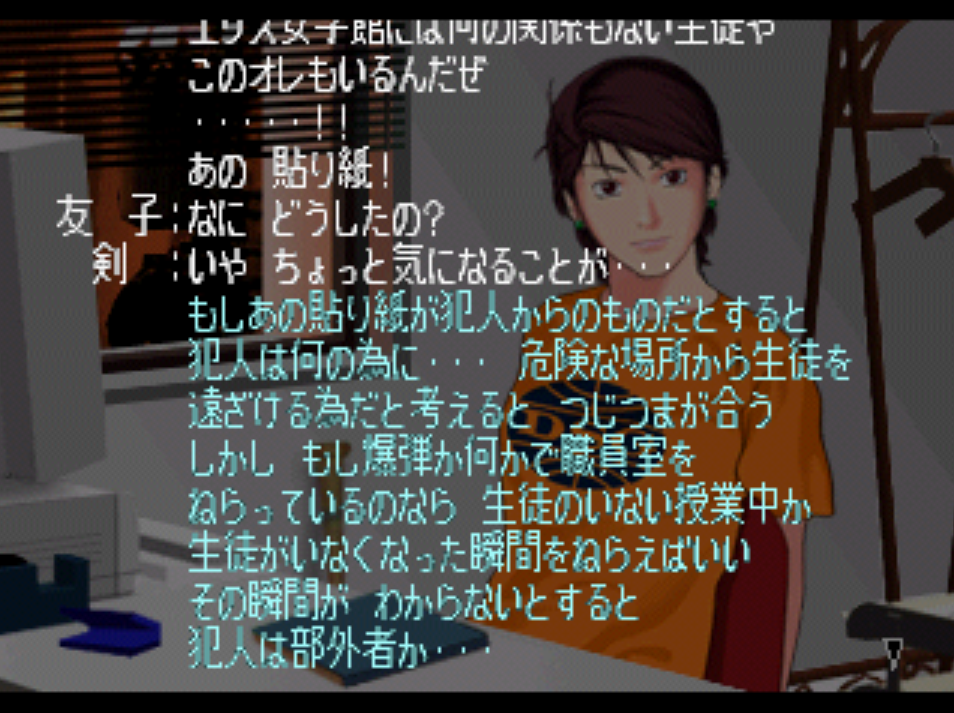 エリス女子館には何の関係もない生徒や
このオレもいるんだぜ
・・・・・!!
あの 貼り紙!
友 子:なに どうしたの?
剣 :いや ちょっと気になることが・・・
もしあの貼り紙が犯人からのものだとすると
犯人は何の為に・・・ 危険な場所から生徒を
遠ざける為だと考えると つじつまが合う
しかし もし爆弾か何かで職員室を
ねらっているのなら 生徒のいない授業中か
生徒がいなくなった瞬間をねらえばいい
その瞬間が わからないとすると
犯人は部外者か・・・